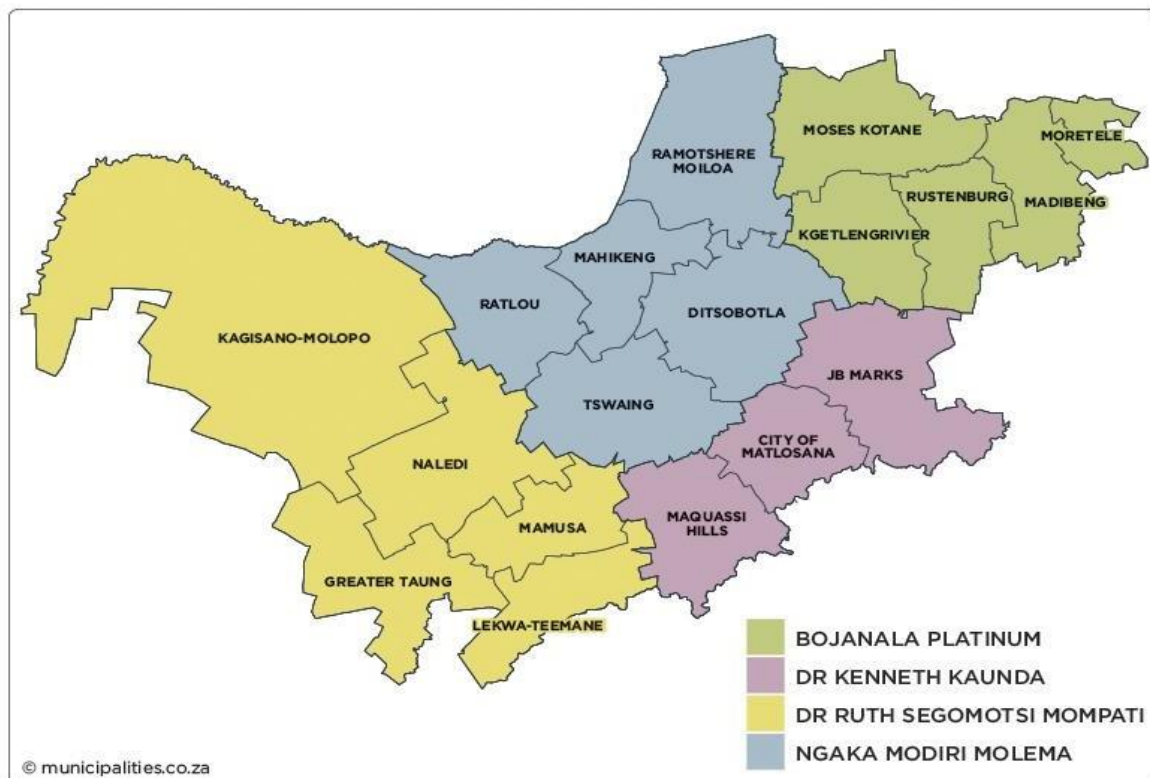 MOSES KOTANE
MORETELE
RAMOTSHERE
MOILOA
RUSTENBURG
MADIBENG
KGETLENGRIVIER
MAHIKENG
RATLOU
DITSOBOTLA
KAGISANO-MOLOPO
JB MARKS
TSWAING
CITY OF
MATLOSANA
NALEDI
MAQUASSI
HILLS
MAMUSA
GREATER TAUNG
LEKWA-TEEMANE
BOJANALA PLATINUM
DR KENNETH KAUNDA
DR RUTH SEGOMOTSI MOMPATI
NGAKA MODIRI MOLEMA
© municipalities.co.za